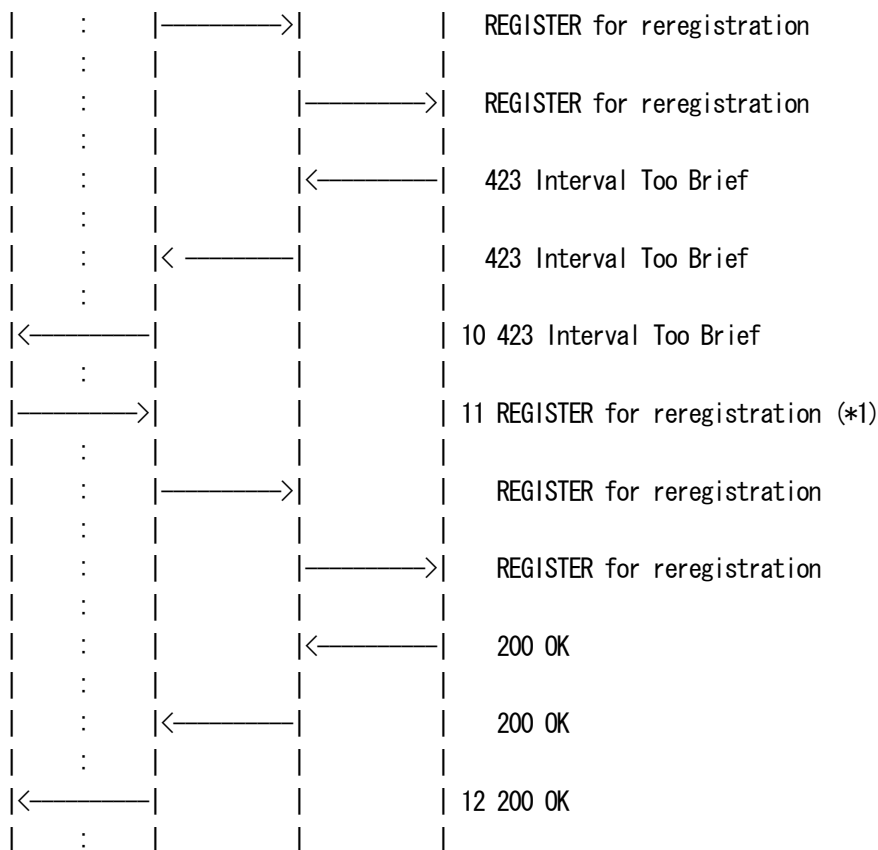 REGISTER for reregistration
REGISTER for reregistration
423 Interval Too Brief
423 Interval Too Brief
10 423 Interval Too Brief
11 REGISTER for reregistration (*1)
REGISTER for reregistration
REGISTER for reregistration
200 OK
200 OK
12 200 OK